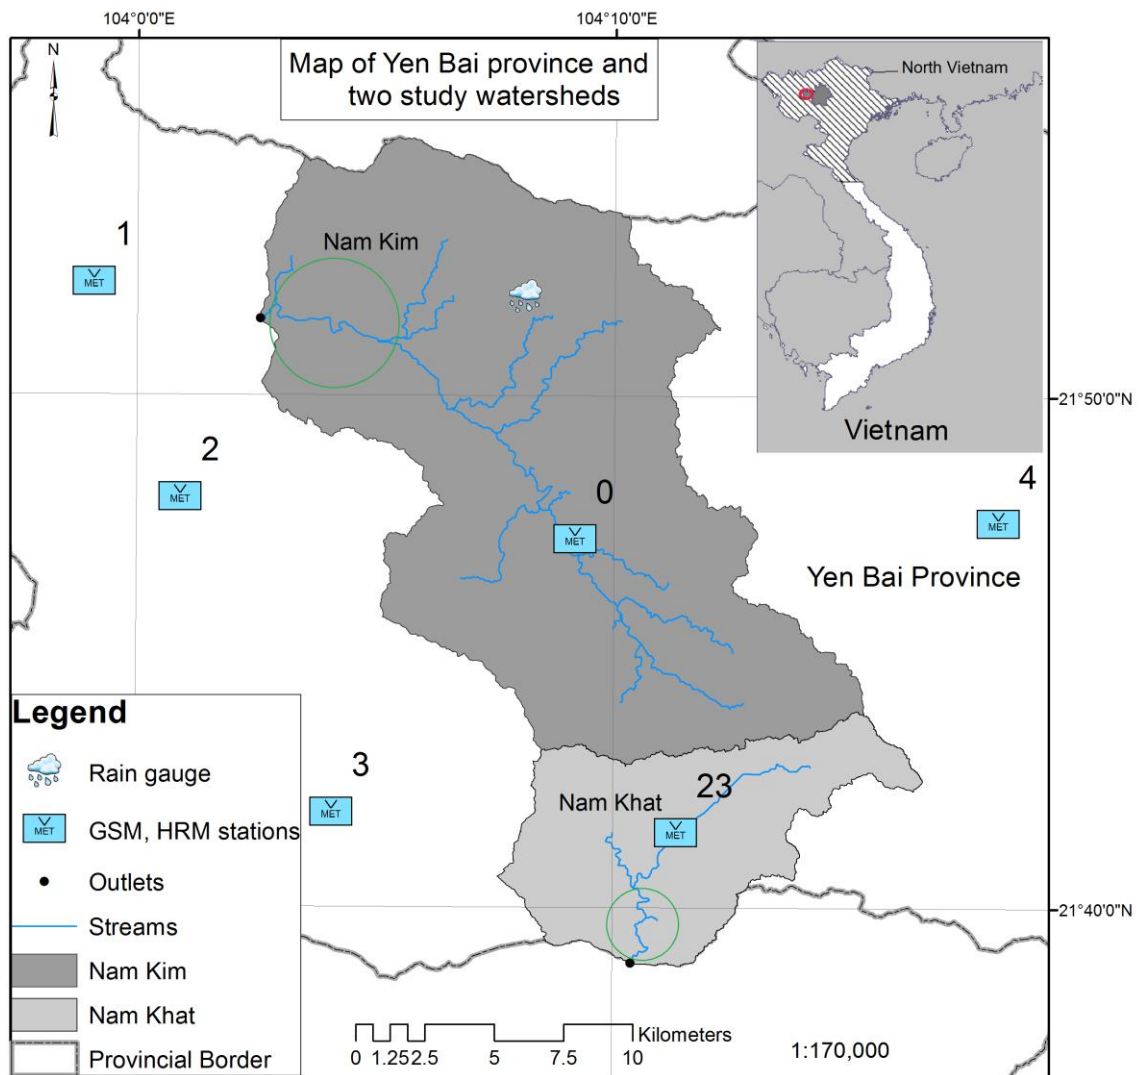 104°0'0"E
104°10'0"E
N
Map of Yen Bai province and
two study watersheds
North Vietnam
1
Nam Kim
MET
21°50'0"N
Vietnam
2
4
0
MET
MET
MET
Yen Bai Province
Legend
3
23
Rain gauge
Nam Khat
MET
GSM, HRM stations
MET
MET
Outlets
21°40'0"N
Streams
Nam Kim
Nam Khat
Kilometers
Provincial Border
0 1.25 2.5 5 7.5 10
1:170,000